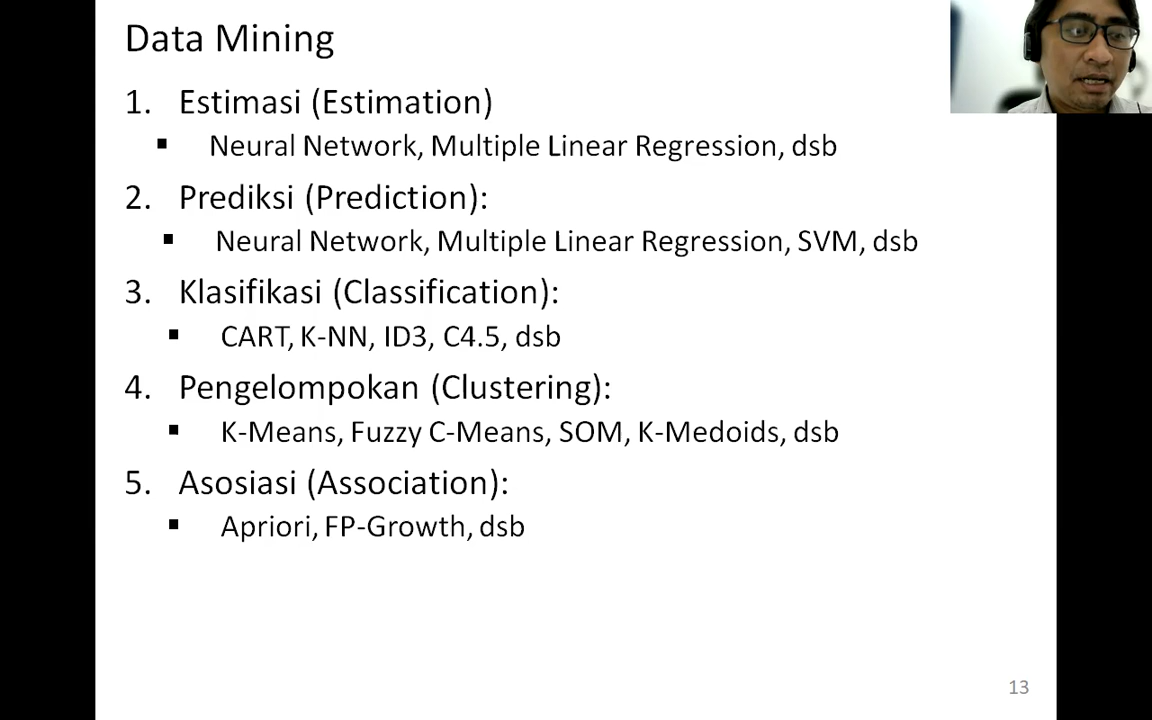 Data Mining
1. Estimasi (Estimation)
▪ Neural Network, Multiple Linear Regression, dsb
2. Prediksi (Prediction):
▪ Neural Network, Multiple Linear Regression, SVM, dsb
3. Klasifikasi (Classification):
▪ CART, K-NN, ID3, C4.5, dsb
4. Pengelompokan (Clustering):
▪ K-Means, Fuzzy C-Means, SOM, K-Medoids, dsb
5. Asosiasi (Association):
▪ Apriori, FP-Growth, dsb
13